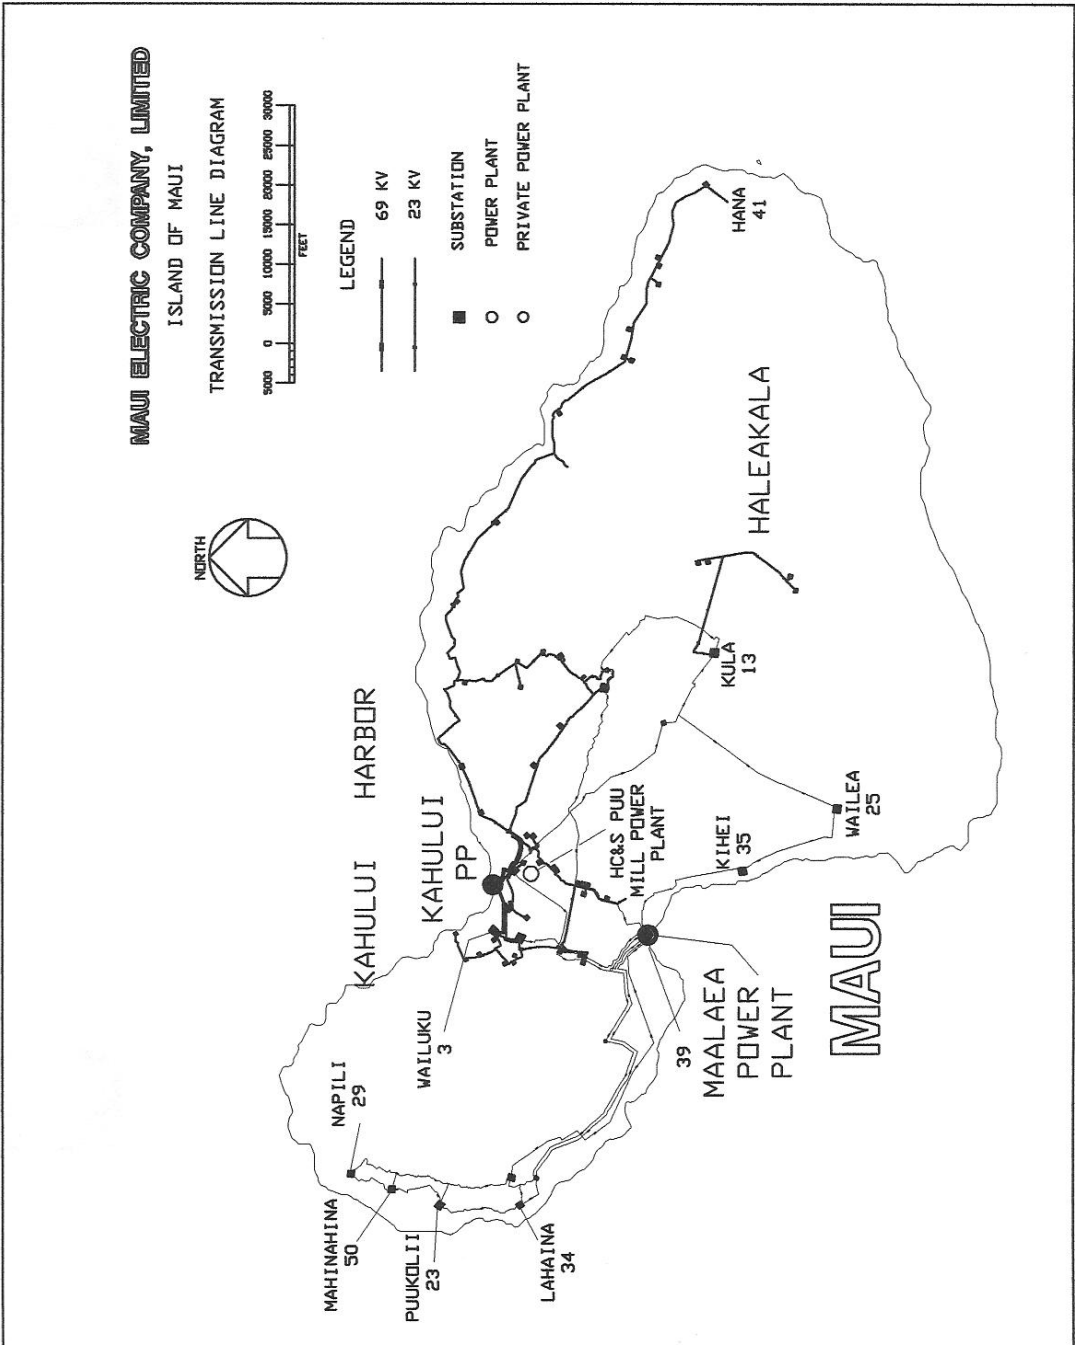 MAUI ELECTRIC COMPANY, LIMITED
ISLAND OF MAUI
TRANSMISSION LINE DIAGRAM
5000 0 5000 10000 15000 20000 25000 30000
FEET
LEGEND
69 KV
23 KV
SUBSTATION
POWER PLANT
PRIVATE POWER PLANT
NORTH
KAHULUI HARBOR
KAHULUI
PP
NAPILI
29
MAHINAHINA
50
PUUKOLII
23
LAHAINA
34
WAILUKU
3
HC&S PUU
MILL POWER
PLANT
39
MAALAEA
POWER
PLANT
KIHEI
35
WAILEA
25
KULA
13
HALEAKALA
HANA
41
MAUI